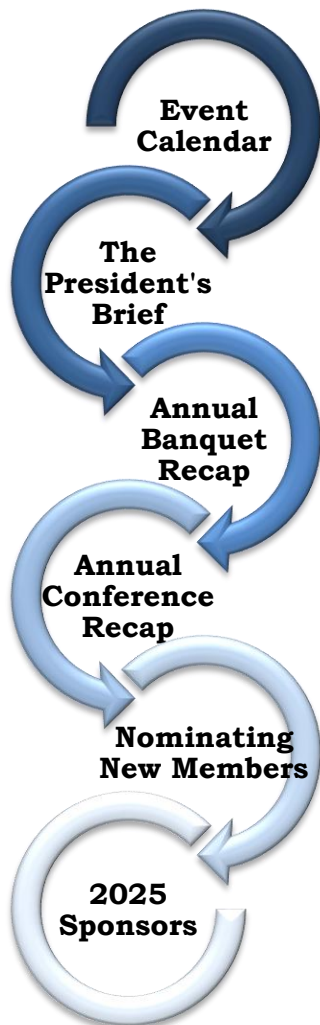 Event
Calendar
The
President's
Brief
Annual
Banquet
Recap
Annual
Conference
Recap
Nominating
New Members
2025
Sponsors